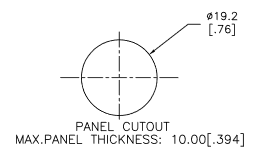 ø19.2
[.76]
PANEL CUTOUT
MAX.PANEL THICKNESS: 10.00[.394]